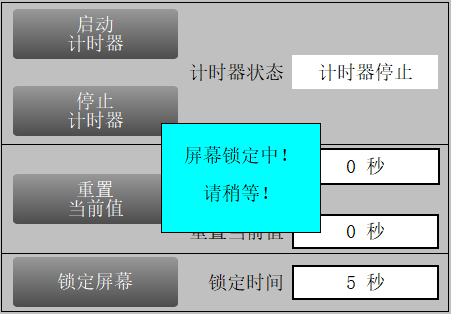 启动
计时器
计时器状态 计时器停止
停止
计时器
屏幕锁定中!
请稍等!
0 秒
重置
当前值
重置当前值 0 秒
锁定屏幕 锁定时间 5 秒